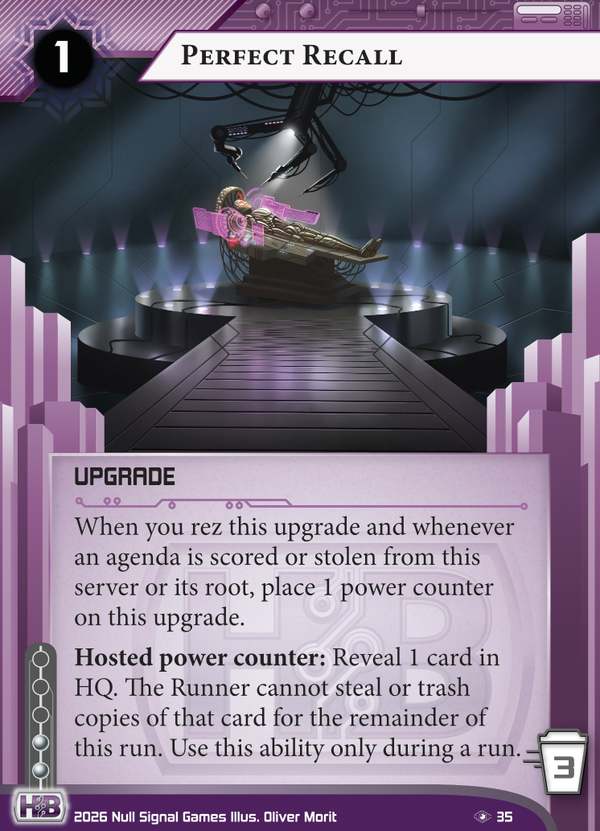 1
Perfect Recall
UPGRADE
When you rez this upgrade and whenever
an agenda is scored or stolen from this
server or its root, place 1 power counter
on this upgrade.
Hosted power counter: Reveal 1 card in
HQ. The Runner cannot steal or trash
copies of that card for the remainder of
this run. Use this ability only during a run.
3
HB
2026 Null Signal Games Illus. Oliver Morit
35